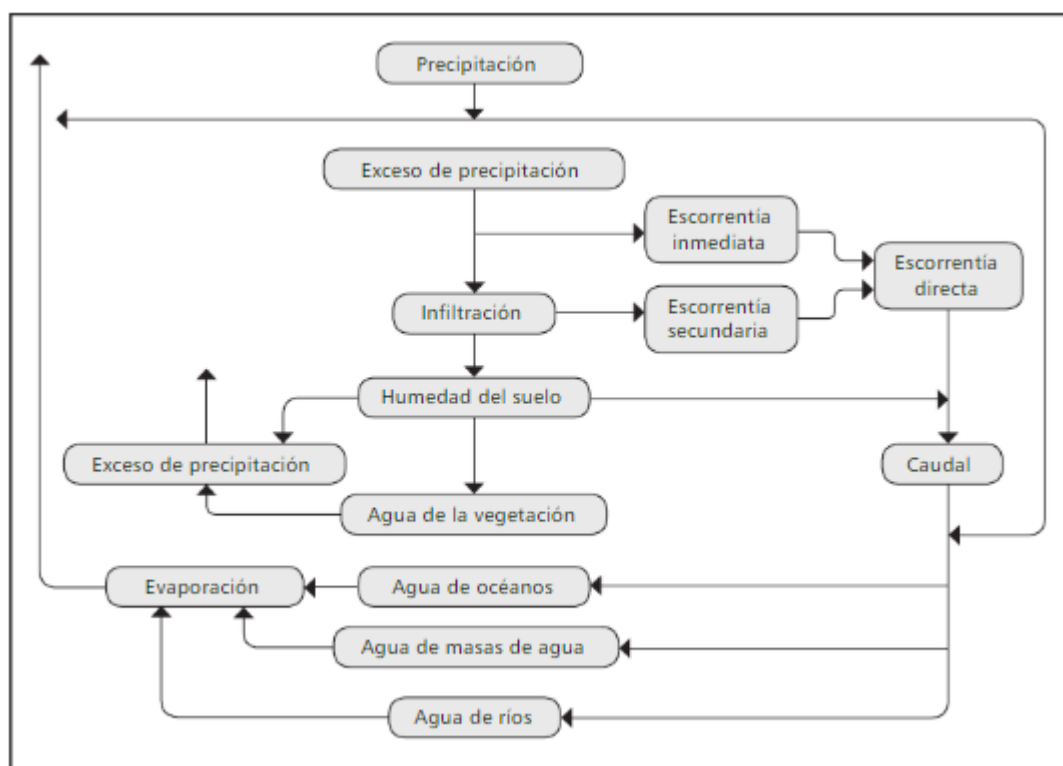 Precipitación
Exceso de precipitación
Escorrentía
inmediata
Escorrentía
directa
Infiltración
Escorrentía
secundaria
Humedad del suelo
Exceso de precipitación
Caudal
Agua de la vegetación
Evaporación
Agua de océanos
Agua de masas de agua
Agua de ríos